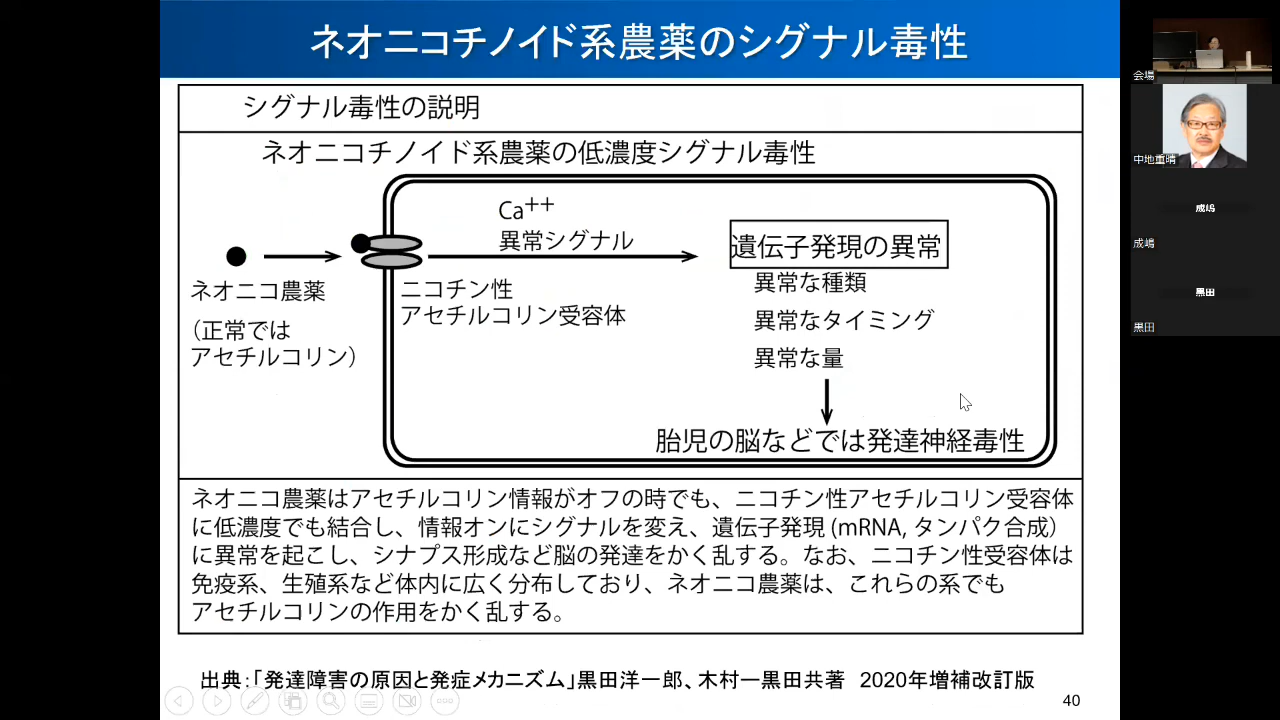 ネオニコチノイド系農薬のシグナル毒性
シグナル毒性の説明
ネオニコチノイド系農薬の低濃度シグナル毒性
Ca++
異常シグナル
遺伝子発現の異常
異常な種類
異常なタイミング
異常な量
ネオニコ農薬
(正常では
アセチルコリン)
ニコチン性
アセチルコリン受容体
胎児の脳などでは発達神経毒性
ネオニコ農薬はアセチルコリン情報がオフの時でも、ニコチン性アセチルコリン受容体
に低濃度でも結合し、情報オンにシグナルを変え、遺伝子発現 (mRNA, タンパク合成)
に異常を起こし、シナプス形成など脳の発達をかく乱する。なお、ニコチン性受容体は
免疫系、生殖系など体内に広く分布しており、ネオニコ農薬は、これらの系でも
アセチルコリンの作用をかく乱する。
出典:「発達障害の原因と発症メカニズム」黒田洋一郎、木村ー黒田共著 2020年増補改訂版
40
会場
中地重晴
成嶋
成嶋
黒田
黒田